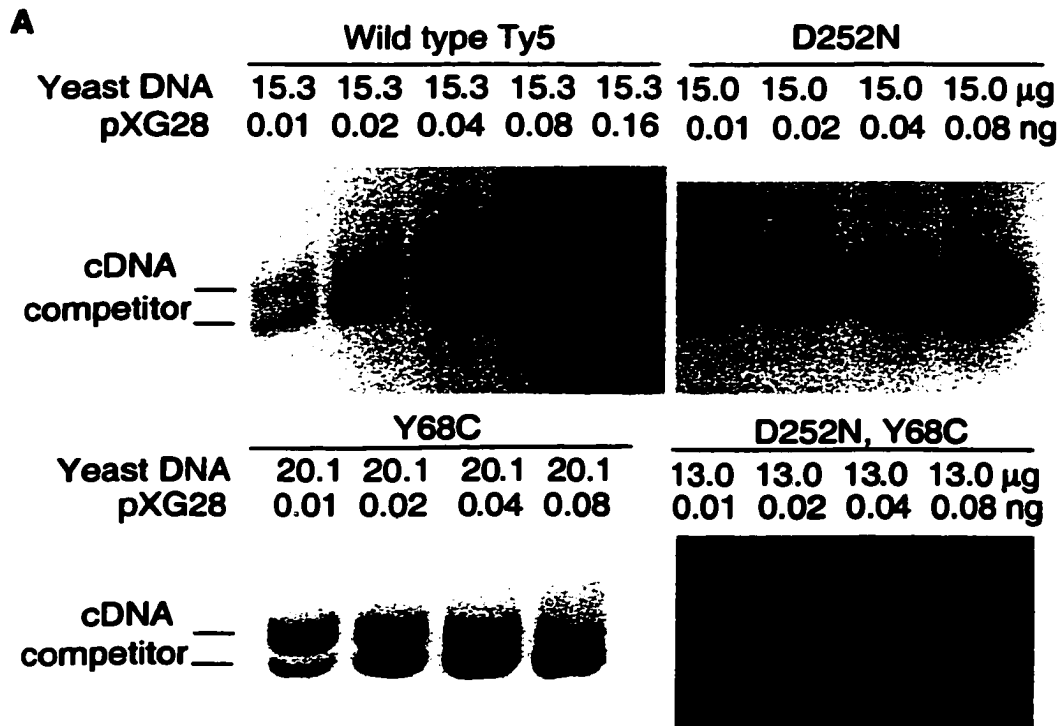 A
Wild type Ty5 D252N
Yeast DNA 15.3 15.3 15.3 15.3 15.3 15.0 15.0 15.0 15.0 µg
pXG28 0.01 0.02 0.04 0.08 0.16 0.01 0.02 0.04 0.08 ng
cDNA
competitor
Y68C D252N, Y68C
Yeast DNA 20.1 20.1 20.1 20.1 13.0 13.0 13.0 13.0 µg
pXG28 0.01 0.02 0.04 0.08 0.01 0.02 0.04 0.08 ng
cDNA
competitor